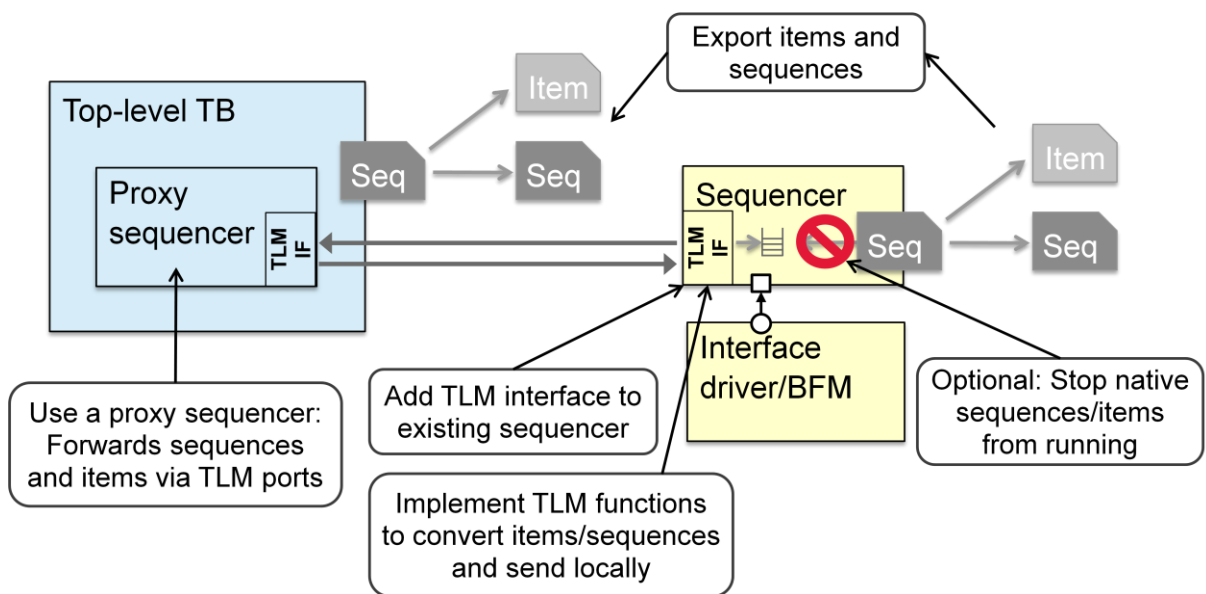 Export items and
sequences
Item
Top-level TB
Seq
Seq
Proxy
sequencer
TLM
IF
Item
Sequencer
TLM
IF
Seq
Seq
Interface
driver/BFM
Use a proxy sequencer:
Forwards sequences
and items via TLM ports
Add TLM interface to
existing sequencer
Optional: Stop native
sequences/items
from running
Implement TLM functions
to convert items/sequences
and send locally